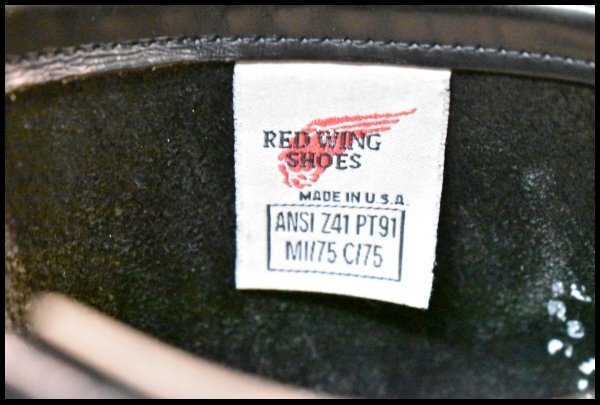 RED WING
SHOES
MADE IN U.S.A.
ANSI Z41 PT91
MI/75 C/75